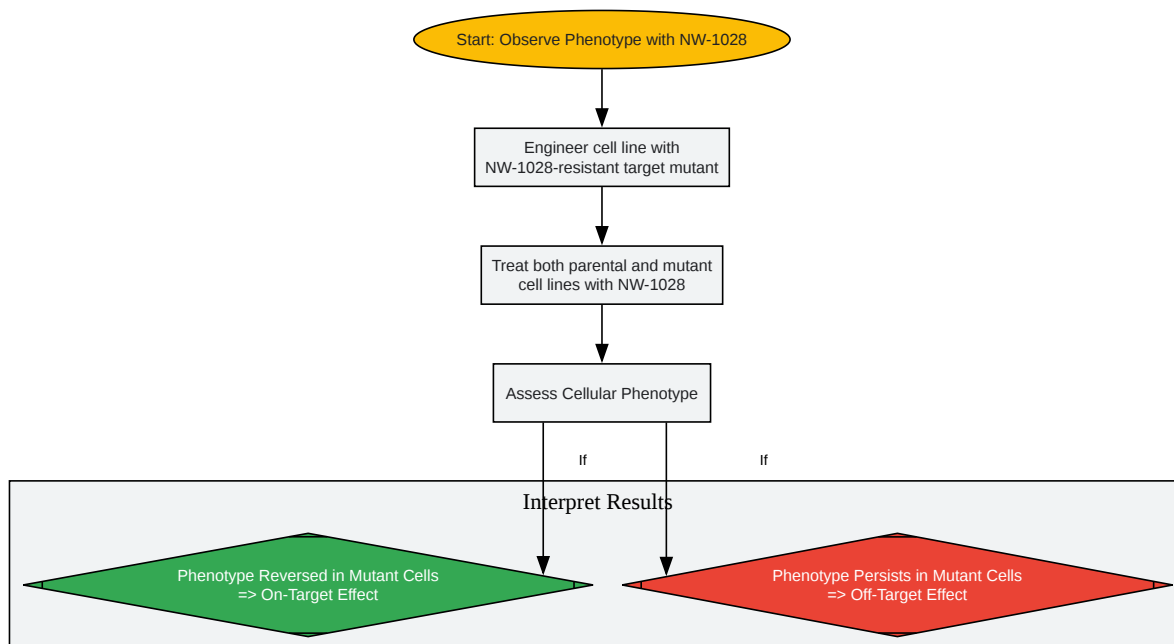 Start: Observe Phenotype with NW-1028
Engineer cell line with
NW-1028-resistant target mutant
Treat both parental and mutant
cell lines with NW-1028
Assess Cellular Phenotype
If
If
Interpret Results
Phenotype Reversed in Mutant Cells
=> On-Target Effect
Phenotype Persists in Mutant Cells
=> Off-Target Effect